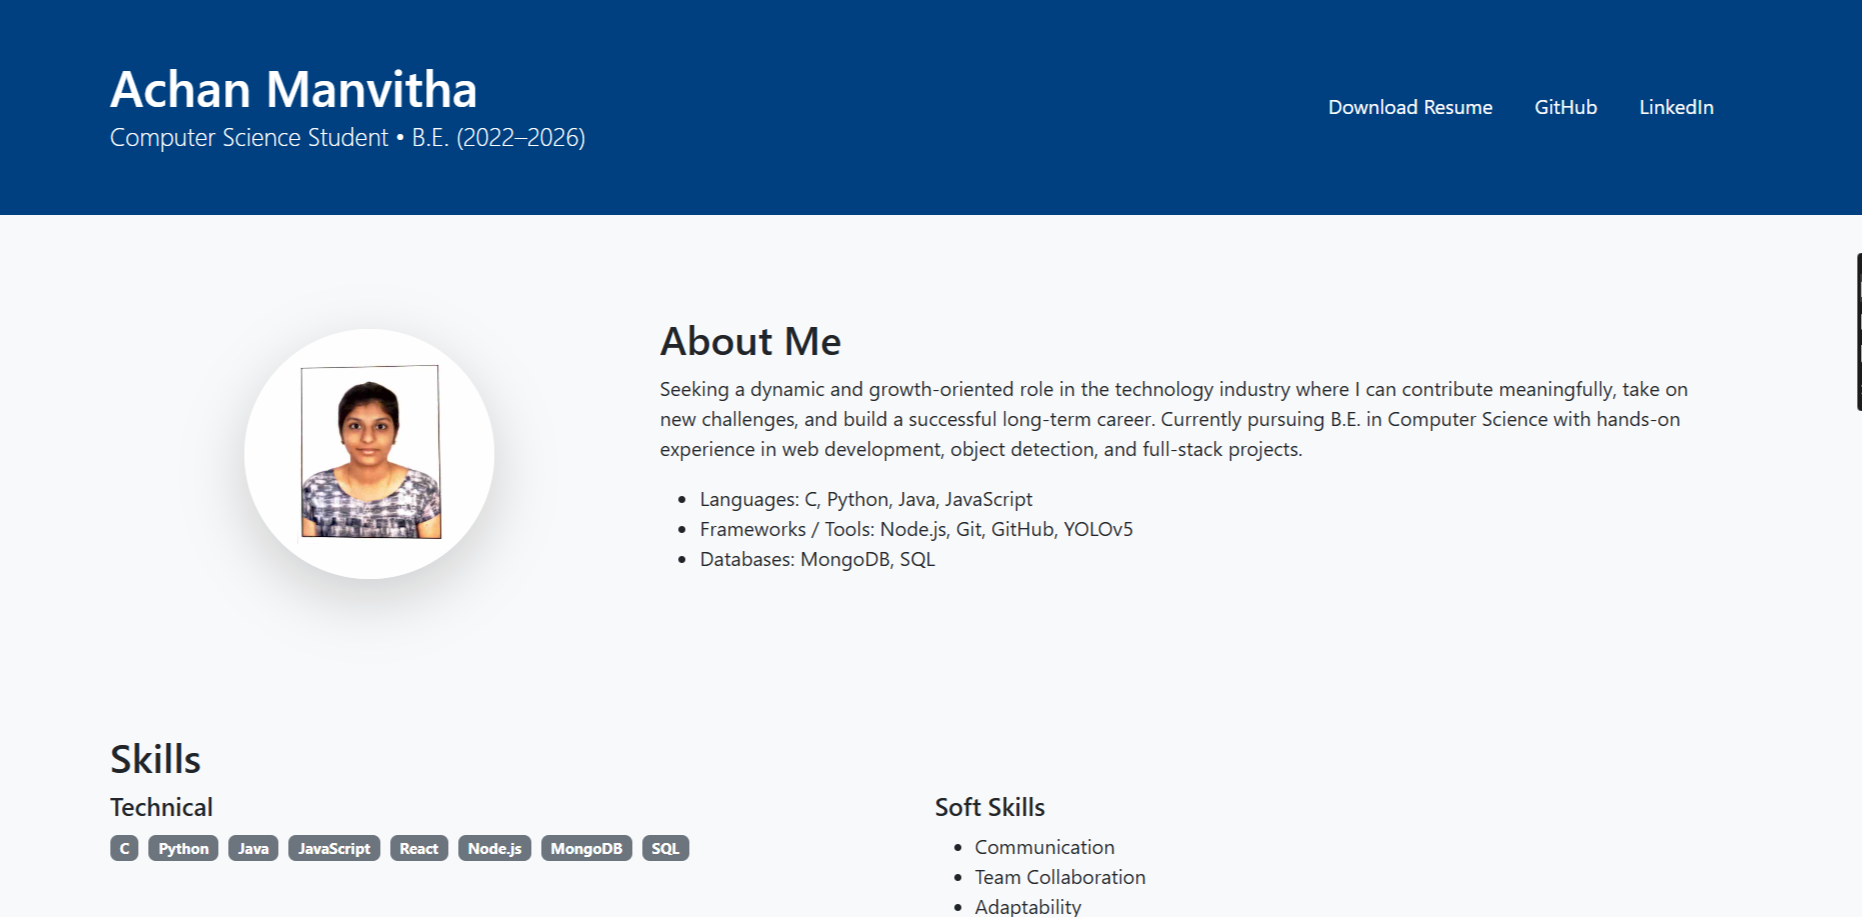 Achan Manvitha
Computer Science Student • B.E. (2022–2026)
Download Resume GitHub LinkedIn
About Me
Seeking a dynamic and growth-oriented role in the technology industry where I can contribute meaningfully, take on
new challenges, and build a successful long-term career. Currently pursuing B.E. in Computer Science with hands-on
experience in web development, object detection, and full-stack projects.
• Languages: C, Python, Java, JavaScript
• Frameworks / Tools: Node.js, Git, GitHub, YOLOv5
• Databases: MongoDB, SQL
Skills
Technical
C Python Java JavaScript React Node.js MongoDB SQL
Soft Skills
• Communication
• Team Collaboration
• Adaptability